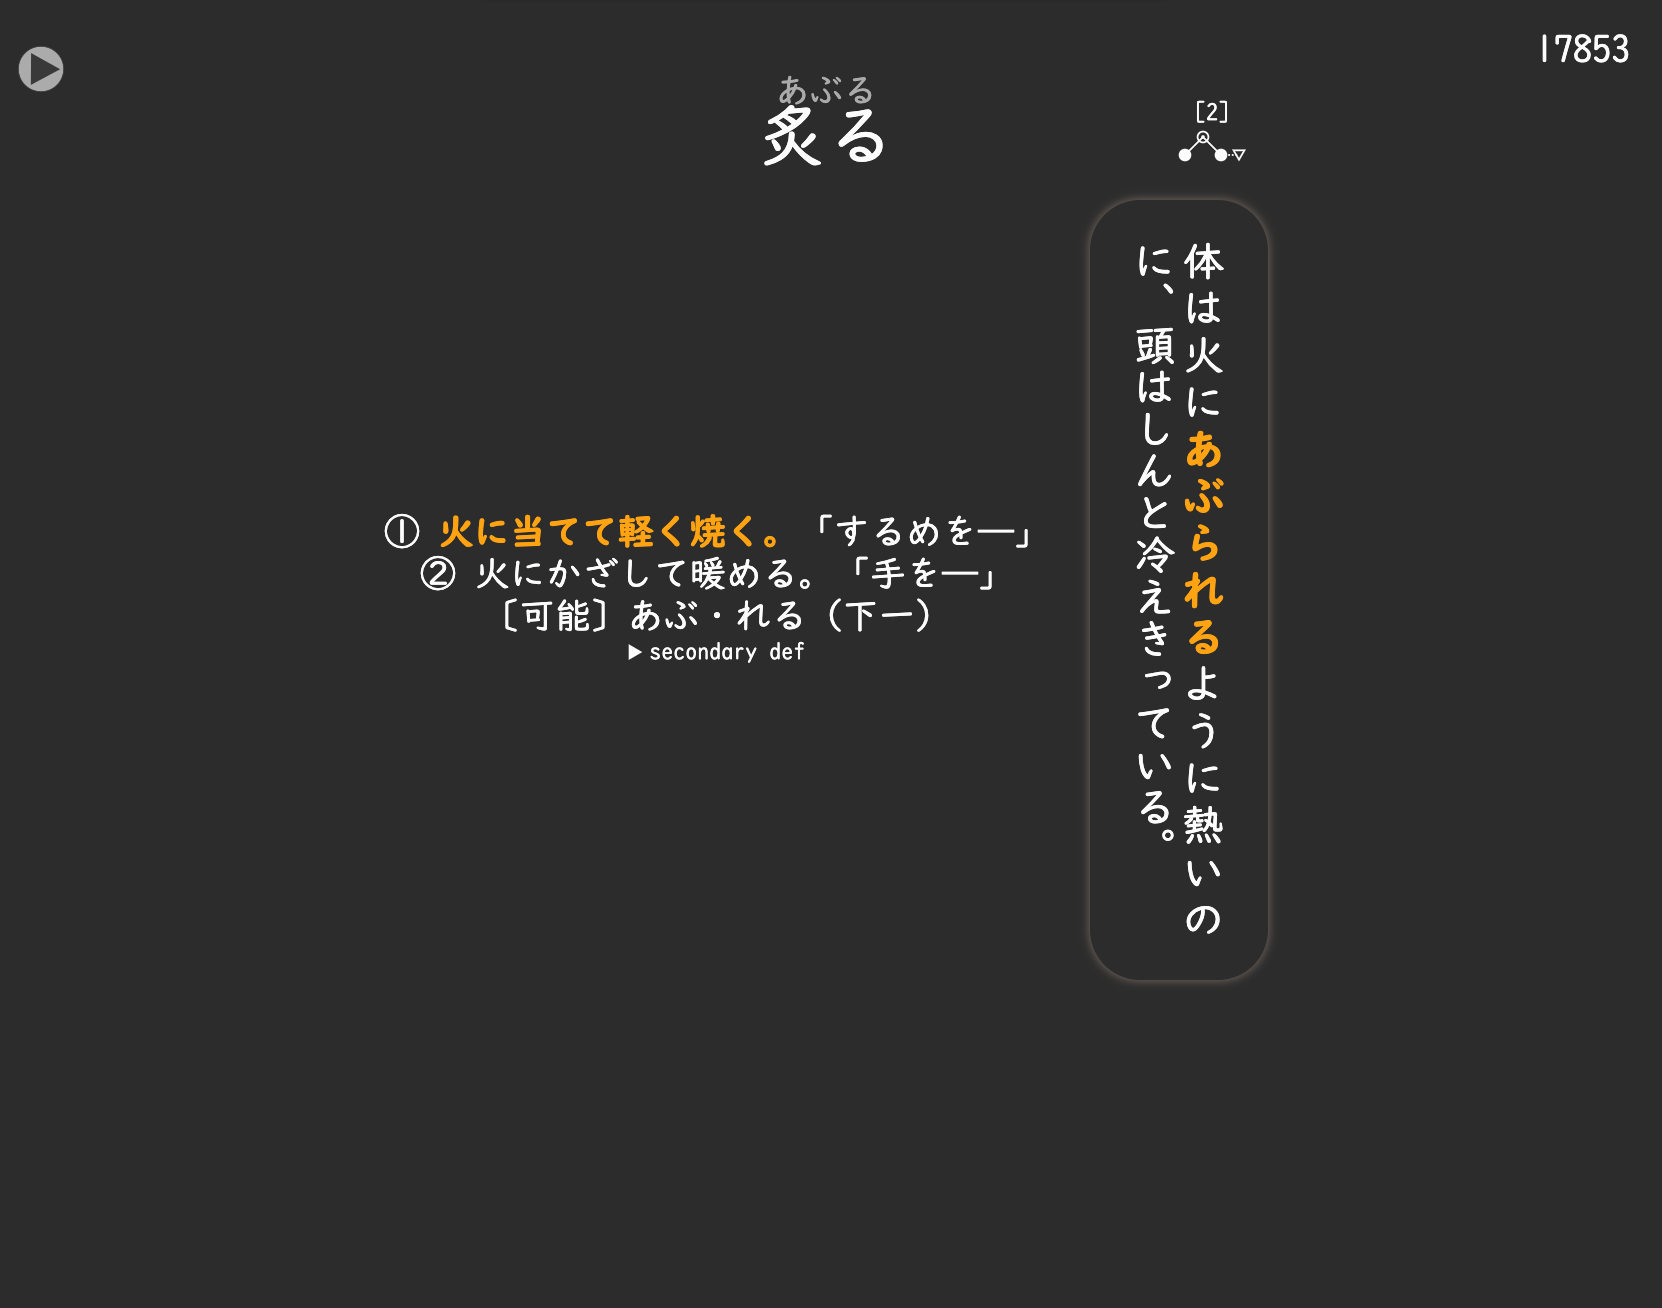 17853
あぶる
炙る
[2]
体は火にあぶられるように熱いの
に、頭はしんと冷えきっている。
① 火に当てて軽く焼く。「するめを━」
② 火にかざして暖める。「手を━」
〔可能〕あぶ・れる（下一）
▶ secondary def